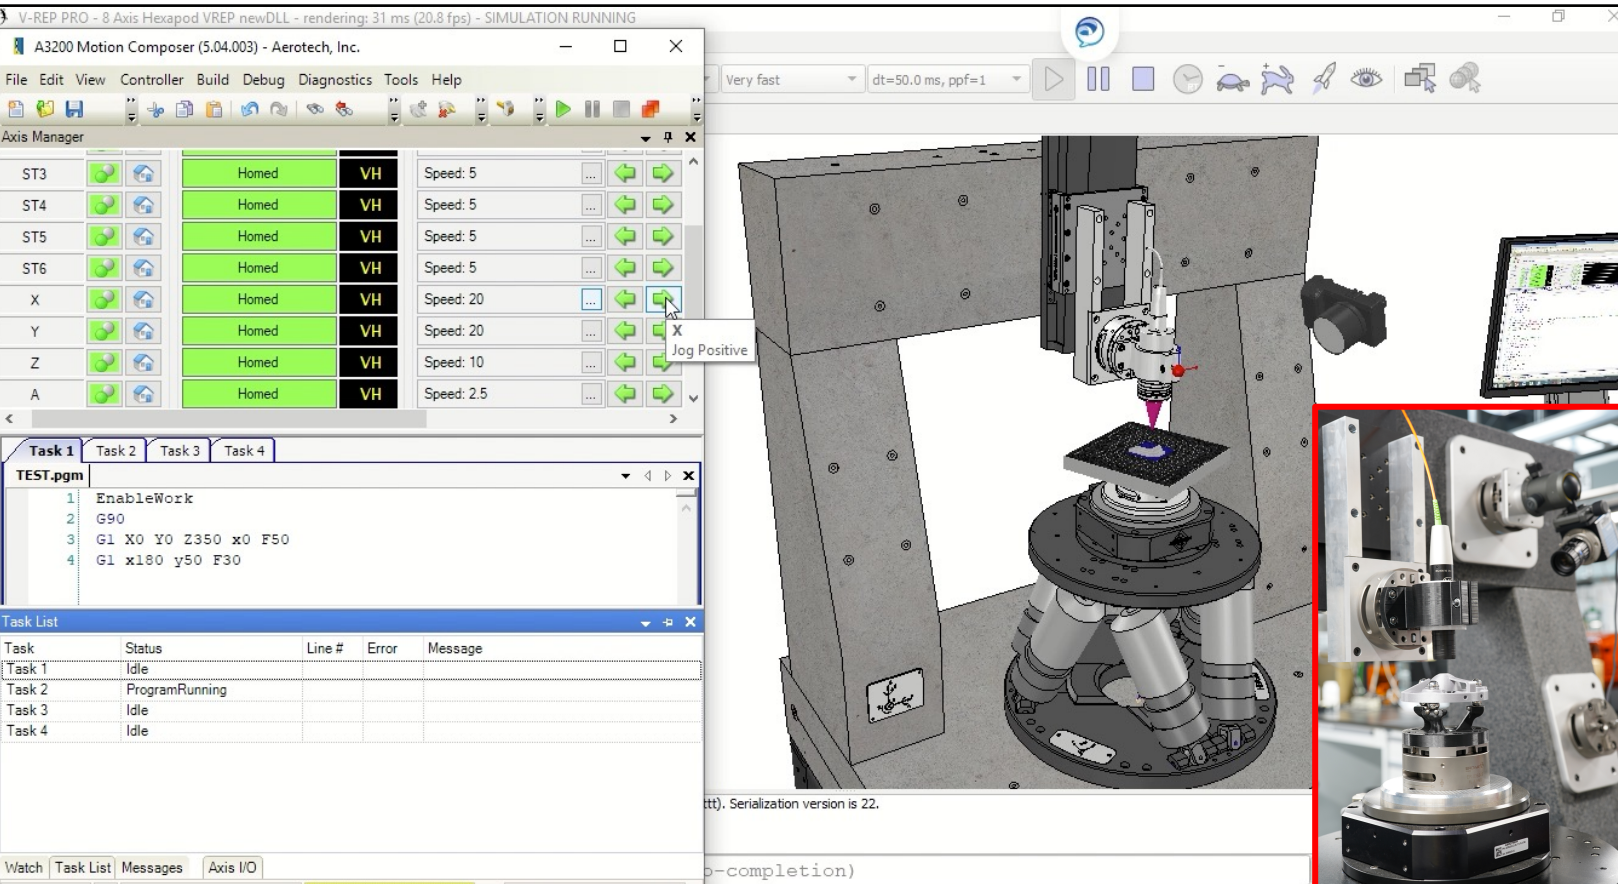 V-REP PRO - 8 Axis Hexapod VREP newDLL - rendering: 31 ms (20.8 fps) - SIMULATION RUNNING
A3200 Motion Composer (5.04.003) - Aerotech, Inc.
File Edit View Controller Build Debug Diagnostics Tools Help
Very fast
dt=50.0 ms, ppf=1
Axis Manager
ST3 Homed VH Speed: 5 ...
ST4 Homed VH Speed: 5 ...
ST5 Homed VH Speed: 5 ...
ST6 Homed VH Speed: 5 ...
X Homed VH Speed: 20 ...
Y Homed VH Speed: 20 ...
Z Homed VH Speed: 10 ...
A Homed VH Speed: 2.5 ...
X
Jog Positive
Task 1 Task 2 Task 3 Task 4
TEST.pgm
1 EnableWork
2 G90
3 G1 X0 Y0 Z350 x0 F50
4 G1 x180 y50 F30
Task List
Task Status Line # Error Message
Task 1 Idle
Task 2 ProgramRunning
Task 3 Idle
Task 4 Idle
ttt). Serialization version is 22.
Watch Task List Messages Axis I/O
o-completion)